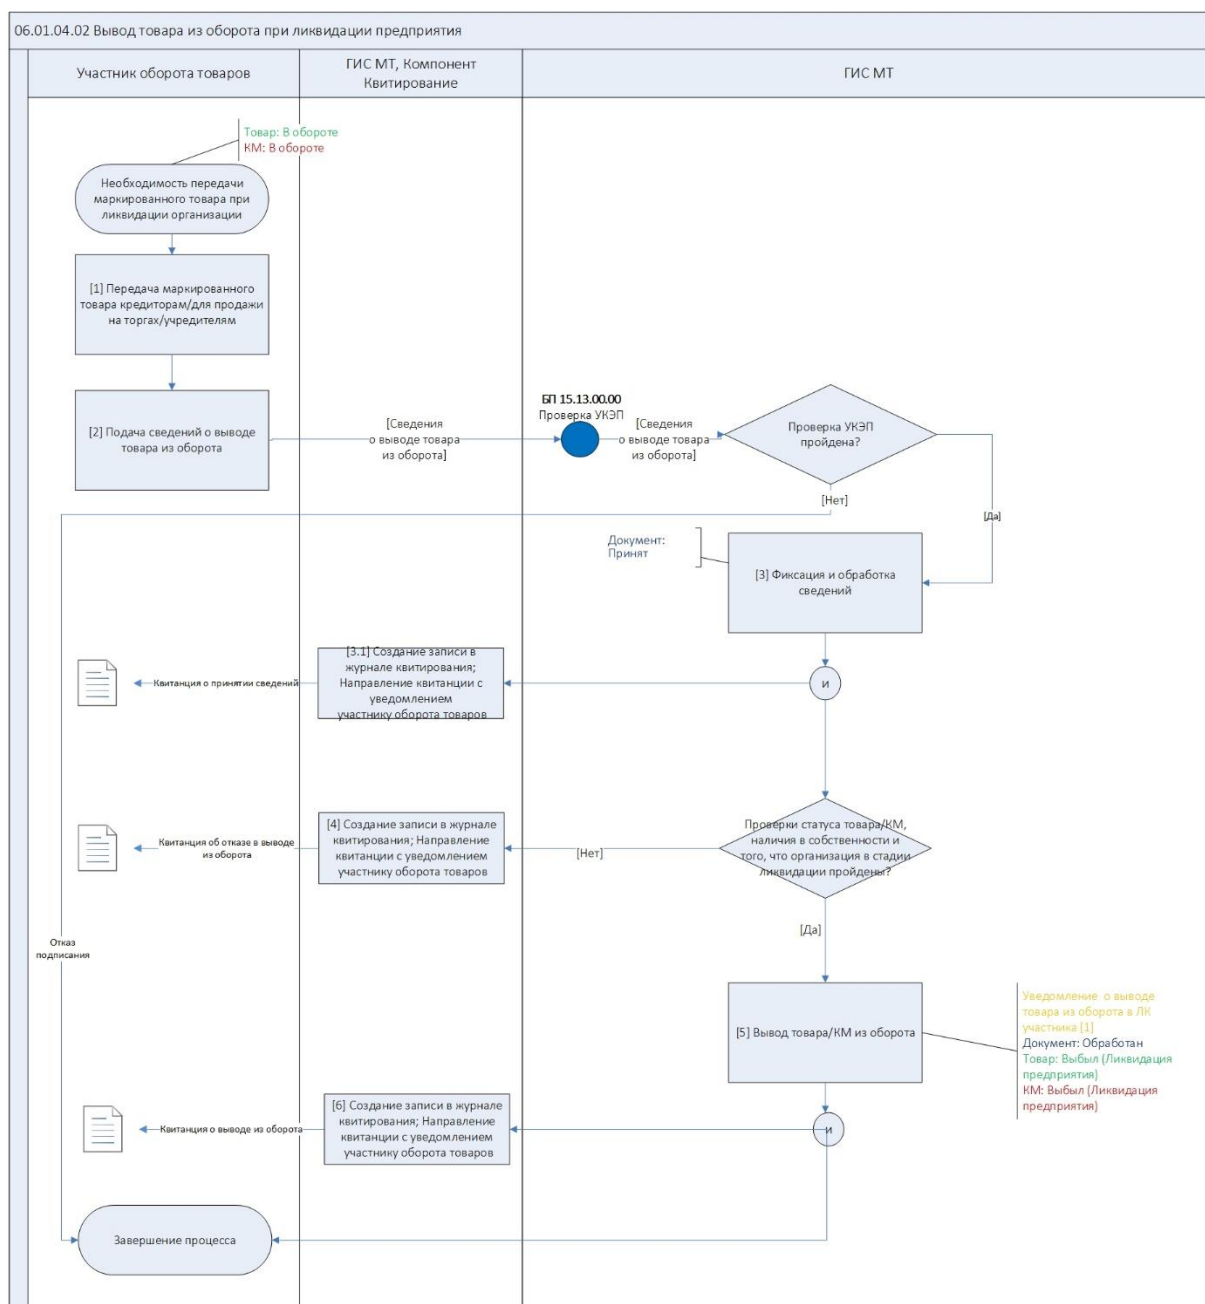 06.01.04.02 Вывод товара из оборота при ликвидации предприятия
Участник оборота товаров
ГИС МТ, Компонент
Квитирование
ГИС МТ
Товар: В обороте
КМ: В обороте
Необходимость передачи
маркированного товара при
ликвидации организации
[1] Передача маркированного
товара кредиторам/для продажи
на торгах/учредителям
[2] Подача сведений о выводе
товара из оборота
[Сведения
о выводе товара
из оборота]
БП 15.13.00.00
Проверка УКЭП
[Сведения
о выводе товара
из оборота]
Проверка УКЭП
пройдена?
[Нет]
[Да]
Документ:
Принят
[3] Фиксация и обработка
сведений
и
[3.1] Создание записи в
журнале квитирования;
Направление квитанции с
уведомлением
участнику оборота товаров
Квитанция о принятии сведений
Проверки статуса товара/КМ,
наличия в собственности и
того, что организация в стадии
ликвидации пройдены?
[Нет]
[4] Создание записи в журнале
квитирования; Направление
квитанции с уведомлением
участнику оборота товаров
Квитанция об отказе в выводе
из оборота
[Да]
Отказ
подписания
[5] Вывод товара/КМ из оборота
Уведомление о выводе
товара из оборота в ЛК
участника [1]
Документ: Обработан
Товар: Выбыл (Ликвидация
предприятия)
КМ: Выбыл (Ликвидация
предприятия)
и
[6] Создание записи в журнале
квитирования; Направление
квитанции с уведомлением
участнику оборота товаров
Квитанция о выводе из оборота
Завершение процесса